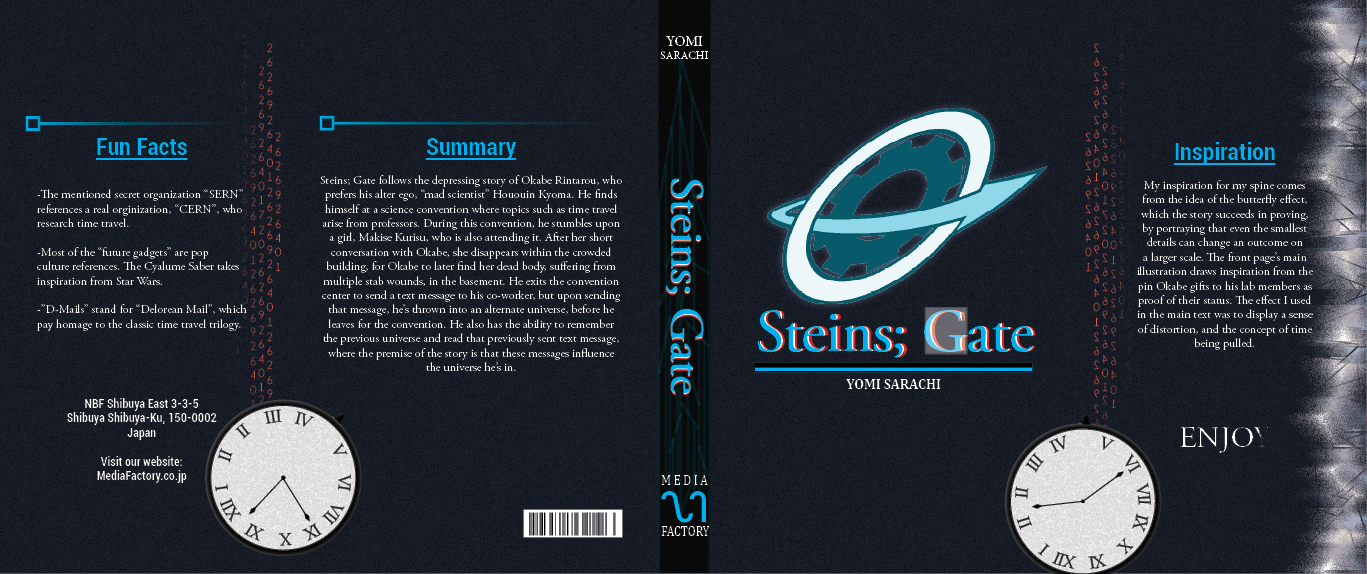 Fun Facts
-The mentioned secret organization “SERN”
references a real orginization, “CERN”, who
research time travel.
-Most of the “future gadgets” are pop
culture references. The Cyalume Saber takes
inspiration from Star Wars.
-”D-Mails” stand for “Delorean Mail”, which
pay homage to the classic time travel trilogy.
NBF Shibuya East 3-3-5
Shibuya Shibuya-Ku, 150-0002
Japan
Visit our website:
MediaFactory.co.jp
Summary
Steins; Gate follows the depressing story of Okabe Rintarou, who
prefers his alter ego, “mad scientist” Hououin Kyoma. He finds
himself at a science convention where topics such as time travel
arise from professors. During this convention, he stumbles upon
a girl, Makise Kurisu, who is also attending it. After her short
conversation with Okabe, she disappears within the crowded
building, for Okabe to later find her dead body, suffering from
multiple stab wounds, in the basement. He exits the convention
center to send a text message to his co-worker, but upon sending
that message, he’s thrown into an alternate universe, before he
leaves for the convention. He also has the ability to remember
the previous universe and read that previously sent text message,
where the premise of the story is that these messages influence
the universe he’s in.
YOMI
SARACHI
Steins; Gate
MEDIA
FACTORY
Steins; Gate
YOMI SARACHI
Inspiration
My inspiration for my spine comes
from the idea of the butterfly effect,
which the story succeeds in proving,
by portraying that even the smallest
details can change an outcome on
a larger scale. The front page’s main
illustration draws inspiration from the
pin Okabe gifts to his lab members as
proof of their status. The effect I used
in the main text was to display a sense
of distortion, and the concept of time
being pulled.
ENJOY